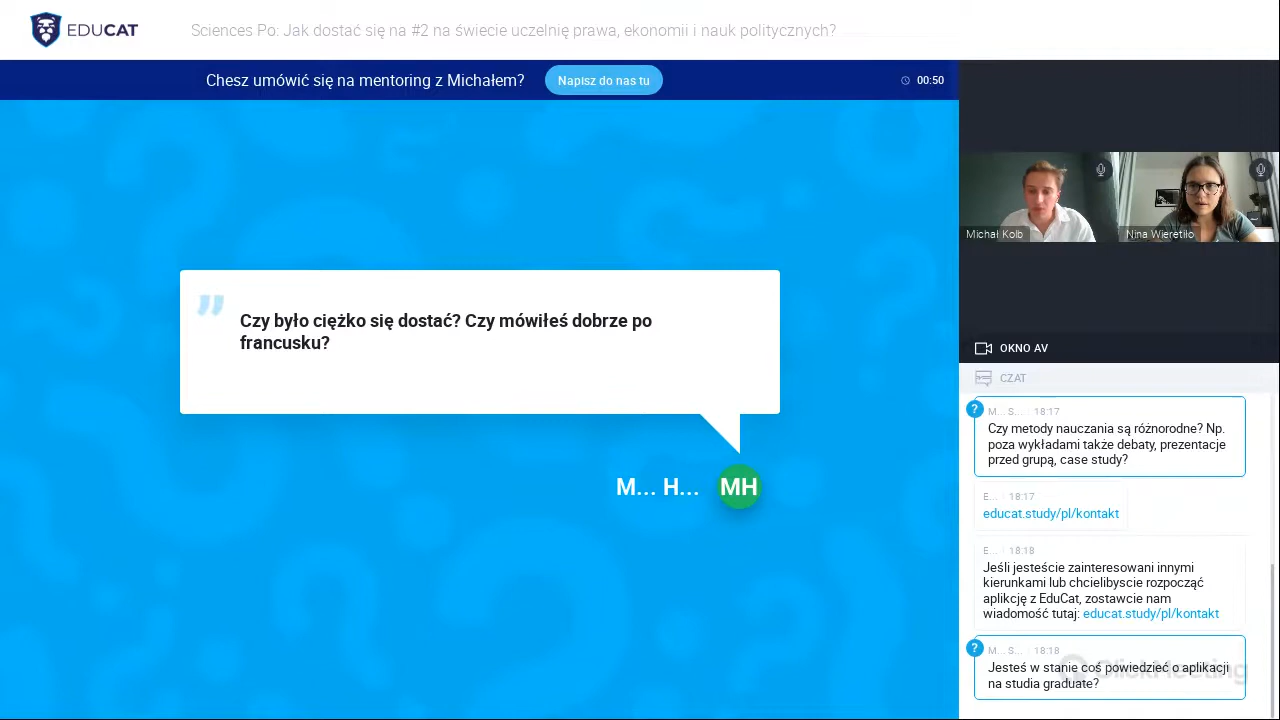 EDUCAT
Sciences Po: Jak dostać się na #2 na świecie uczelnię prawa, ekonomii i nauk politycznych?
Chesz umówić się na mentoring z Michałem?
Napisz do nas tu
00:50
Michał Kolb
Nina Wieretiło
Czy było ciężko się dostać? Czy mówiłeś dobrze po
francusku?
M... H...
MH
OKNO AV
CZAT
?
M... S... 18:17
Czy metody nauczania są różnorodne? Np.
poza wykładami także debaty, prezentacje
przed grupą, case study?
E... 18:17
educat.study/pl/kontakt
E... 18:18
Jeśli jesteście zainteresowani innymi
kierunkami lub chcielibyscie rozpocząć
aplikcję z EduCat, zostawcie nam
wiadomość tutaj: educat.study/pl/kontakt
?
M... S... 18:18
Jesteś w stanie coś powiedzieć o aplikacji
na studia graduate?
ClickMeeting